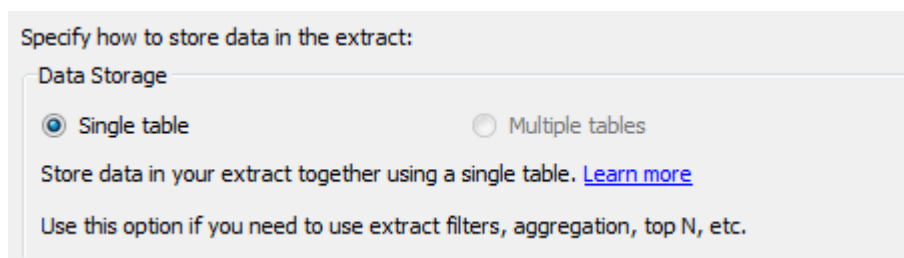 Specify how to store data in the extract:
Data Storage
Single table Multiple tables
Store data in your extract together using a single table. Learn more
Use this option if you need to use extract filters, aggregation, top N, etc.